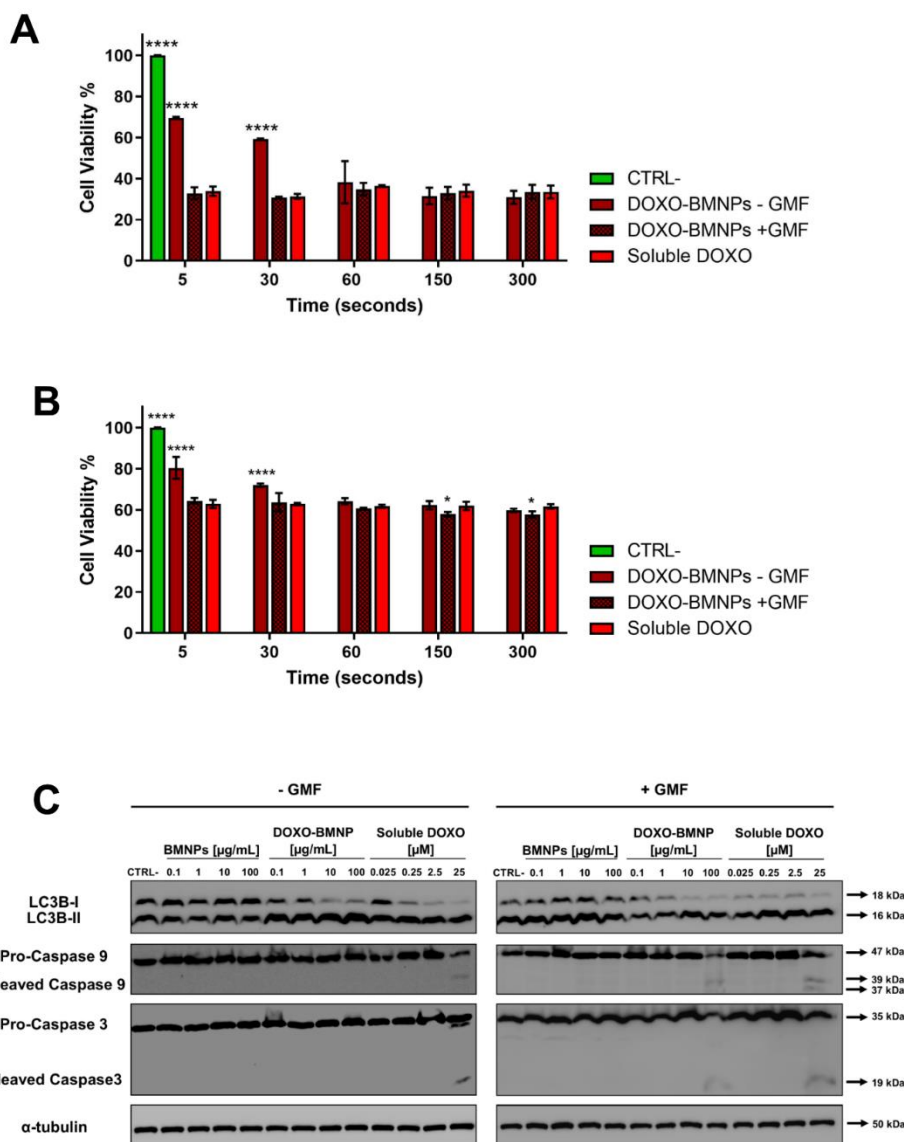 A
Cell Viability %
100
80
60
40
20
0
****
****
****
5 30 60 150 300
Time (seconds)
CTRL-
DOXO-BMNPs - GMF
DOXO-BMNPs +GMF
Soluble DOXO
B
Cell Viability %
100
80
60
40
20
0
****
****
****
*
*
5 30 60 150 300
Time (seconds)
CTRL-
DOXO-BMNPs - GMF
DOXO-BMNPs +GMF
Soluble DOXO
C
- GMF
+ GMF
BMNPs [µg/mL] DOXO-BMNP [µg/mL] Soluble DOXO [µM]
BMNPs [µg/mL] DOXO-BMNP [µg/mL] Soluble DOXO [µM]
CTRL- 0.1 1 10 100 0.1 1 10 100 0.025 0.25 2.5 25
CTRL- 0.1 1 10 100 0.1 1 10 100 0.025 0.25 2.5 25
LC3B-I
18 kDa
LC3B-II
16 kDa
Pro-Caspase 9
47 kDa
eaved Caspase 9
39 kDa
37 kDa
Pro-Caspase 3
35 kDa
eaved Caspase3
19 kDa
α-tubulin
50 kDa